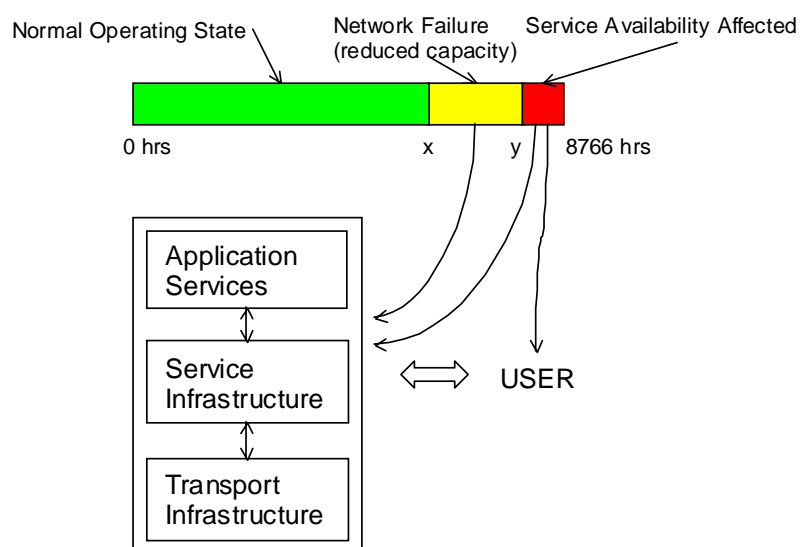 Normal Operating State
Network Failure
(reduced capacity)
Service Availability Affected
0 hrs
x
y
8766 hrs
Application
Services
Service
Infrastructure
USER
Transport
Infrastructure